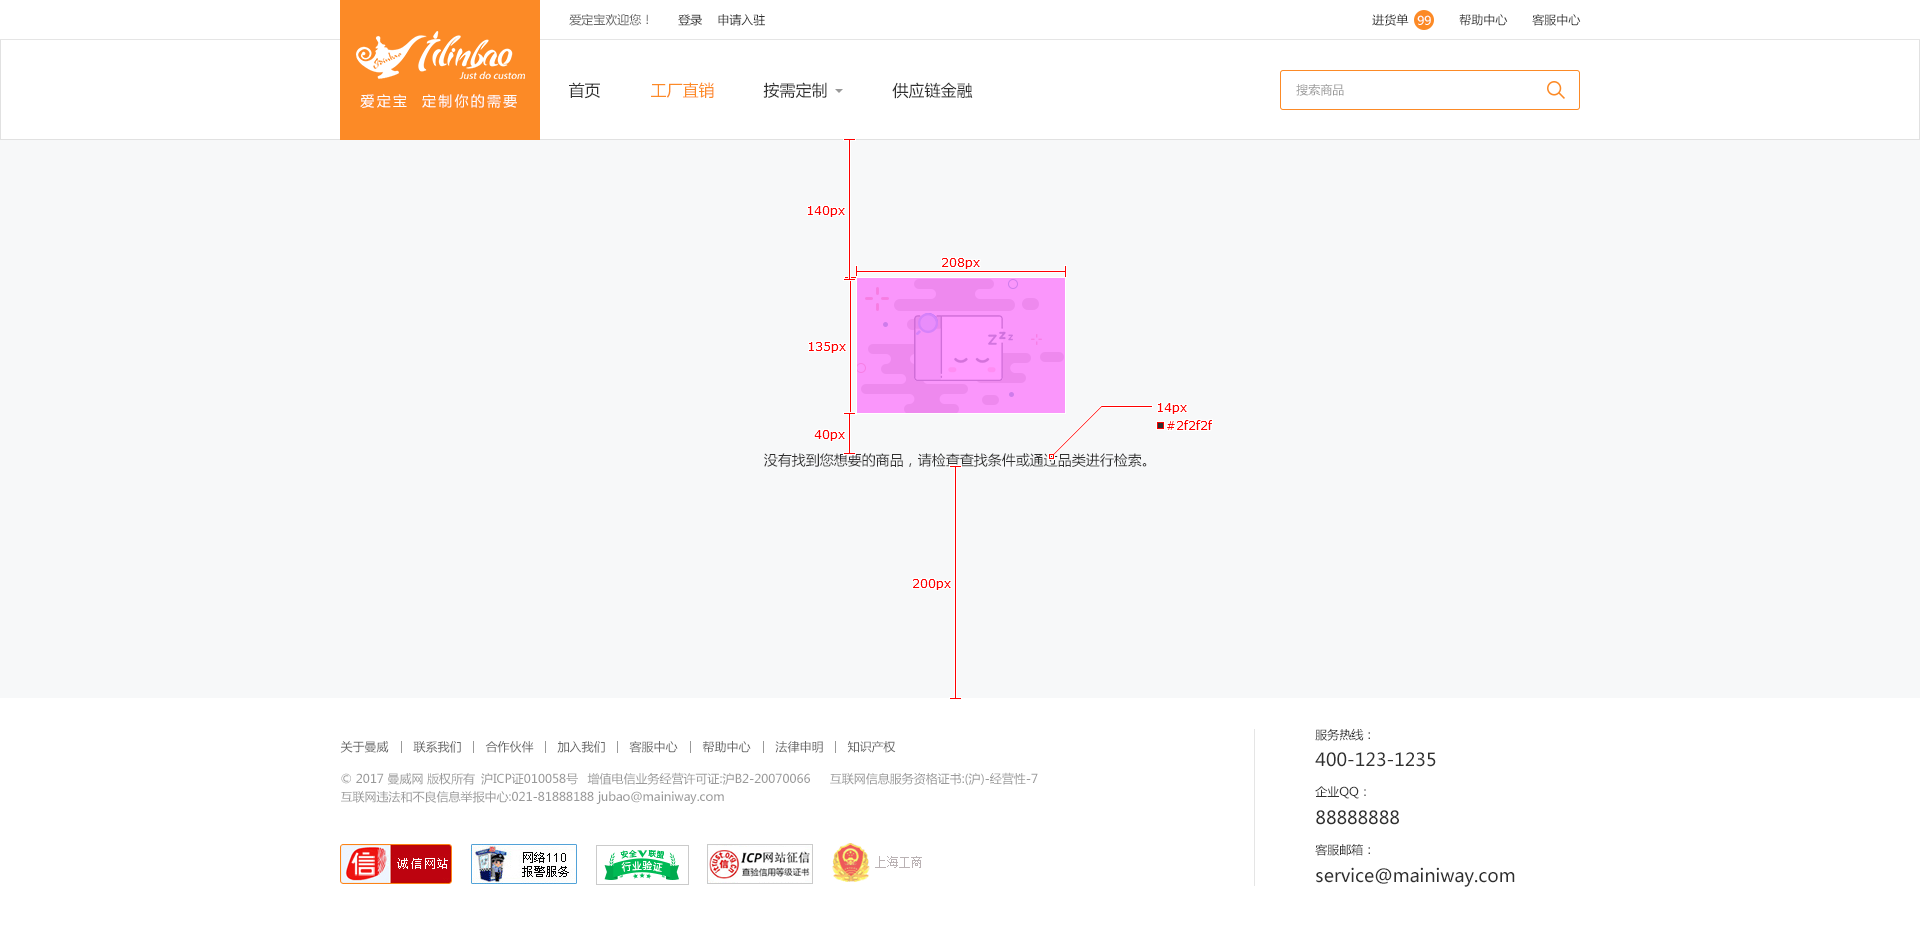 爱定宝欢迎您！ 登录 申请入驻
进货单 99 帮助中心 客服中心
Tilinbao
Just do custom
爱定宝 定制你的需要
首页 工厂直销 按需定制 供应链金融
搜索商品
140px
208px
135px
zzz
40px
14px
#2f2f2f
没有找到您想要的商品，请检查查找条件或通过品类进行检索。
200px
关于曼威 | 联系我们 | 合作伙伴 | 加入我们 | 客服中心 | 帮助中心 | 法律申明 | 知识产权
© 2017 曼威网 版权所有 沪ICP证010058号 增值电信业务经营许可证:沪B2-20070066 互联网信息服务资格证书:(沪)-经营性-7
互联网违法和不良信息举报中心:021-81888188 jubao@mainiway.com
信 诚信网站
网络110
报警服务
安全V联盟
行业验证
信 ICP网站征信
直验信用等级证书
上海工商
服务热线：
400-123-1235
企业QQ：
88888888
客服邮箱：
service@mainiway.com